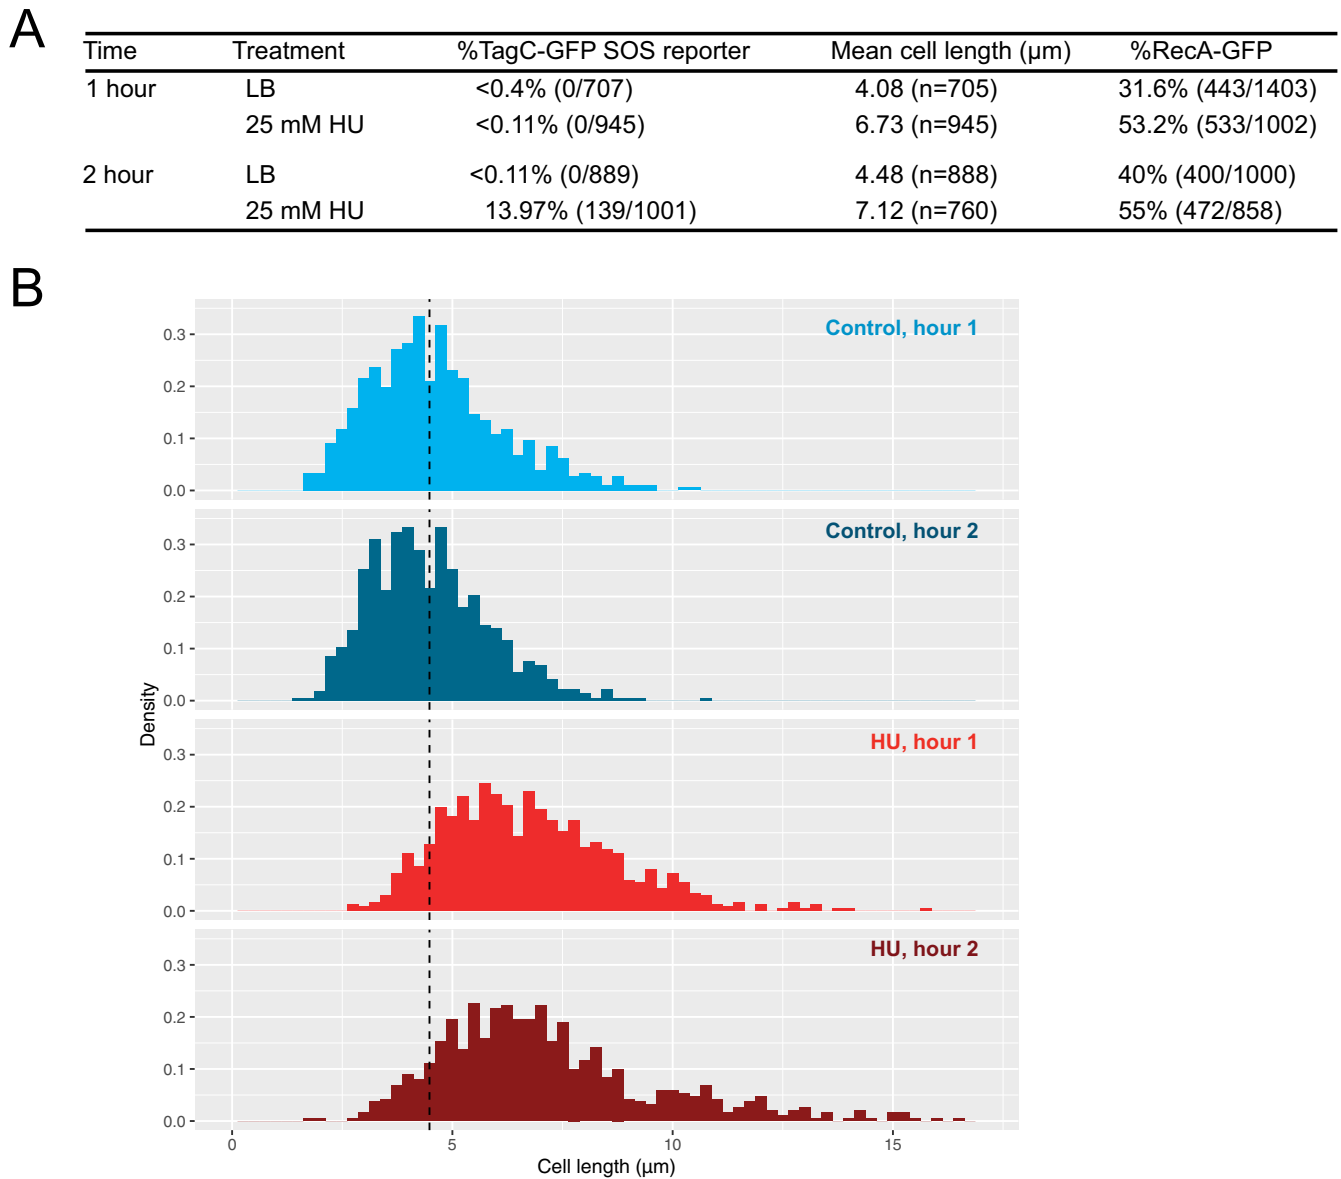 A
Time Treatment %TagC-GFP SOS reporter Mean cell length (µm) %RecA-GFP
1 hour LB <0.4% (0/707) 4.08 (n=705) 31.6% (443/1403)
25 mM HU <0.11% (0/945) 6.73 (n=945) 53.2% (533/1002)
2 hour LB <0.11% (0/889) 4.48 (n=888) 40% (400/1000)
25 mM HU 13.97% (139/1001) 7.12 (n=760) 55% (472/858)
B
Control, hour 1
0.3
0.2
0.1
0.0
Control, hour 2
0.3
0.2
0.1
0.0
Density
HU, hour 1
0.3
0.2
0.1
0.0
HU, hour 2
0.3
0.2
0.1
0.0
0 5 10 15
Cell length (µm)